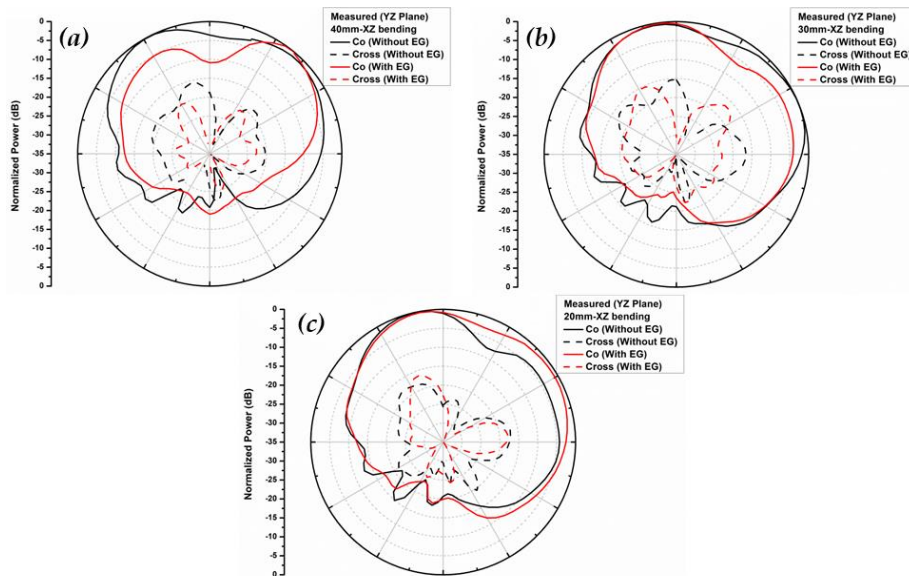 (a)
Normalized Power (dB)
0
-5
-10
-15
-20
-25
-30
-35
-30
-25
-20
-15
-10
-5
0
Measured (YZ Plane)
40mm-XZ bending
Co (Without EG)
Cross (Without EG)
Co (With EG)
Cross (With EG)
(b)
Normalized Power (dB)
0
-5
-10
-15
-20
-25
-30
-35
-30
-25
-20
-15
-10
-5
0
Measured (YZ Plane)
30mm-XZ bending
Co (Without EG)
Cross (Without EG)
Co (With EG)
Cross (With EG)
(c)
Normalized Power (dB)
0
-5
-10
-15
-20
-25
-30
-35
-30
-25
-20
-15
-10
-5
0
Measured (YZ Plane)
20mm-XZ bending
Co (Without EG)
Cross (Without EG)
Co (With EG)
Cross (With EG)